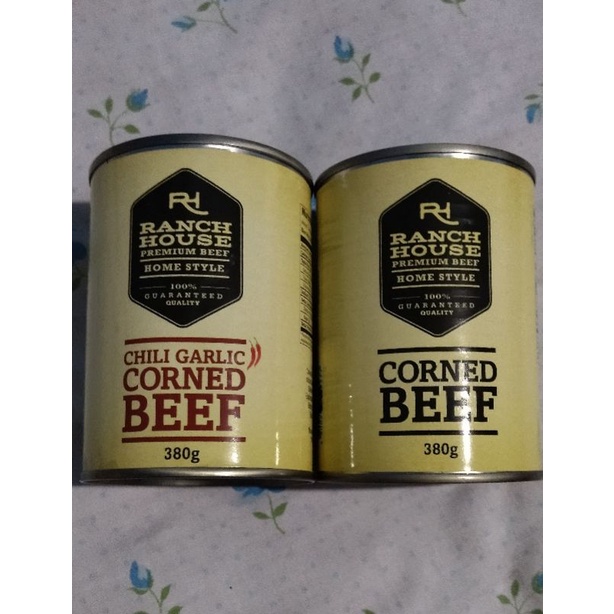 RH
RANCH
HOUSE
PREMIUM BEEF
HOME STYLE
100%
GUARANTEED
QUALITY
CHILI GARLIC
CORNED
BEEF
380g
RH
RANCH
HOUSE
PREMIUM BEEF
HOME STYLE
100%
GUARANTEED
QUALITY
CORNED
BEEF
380g